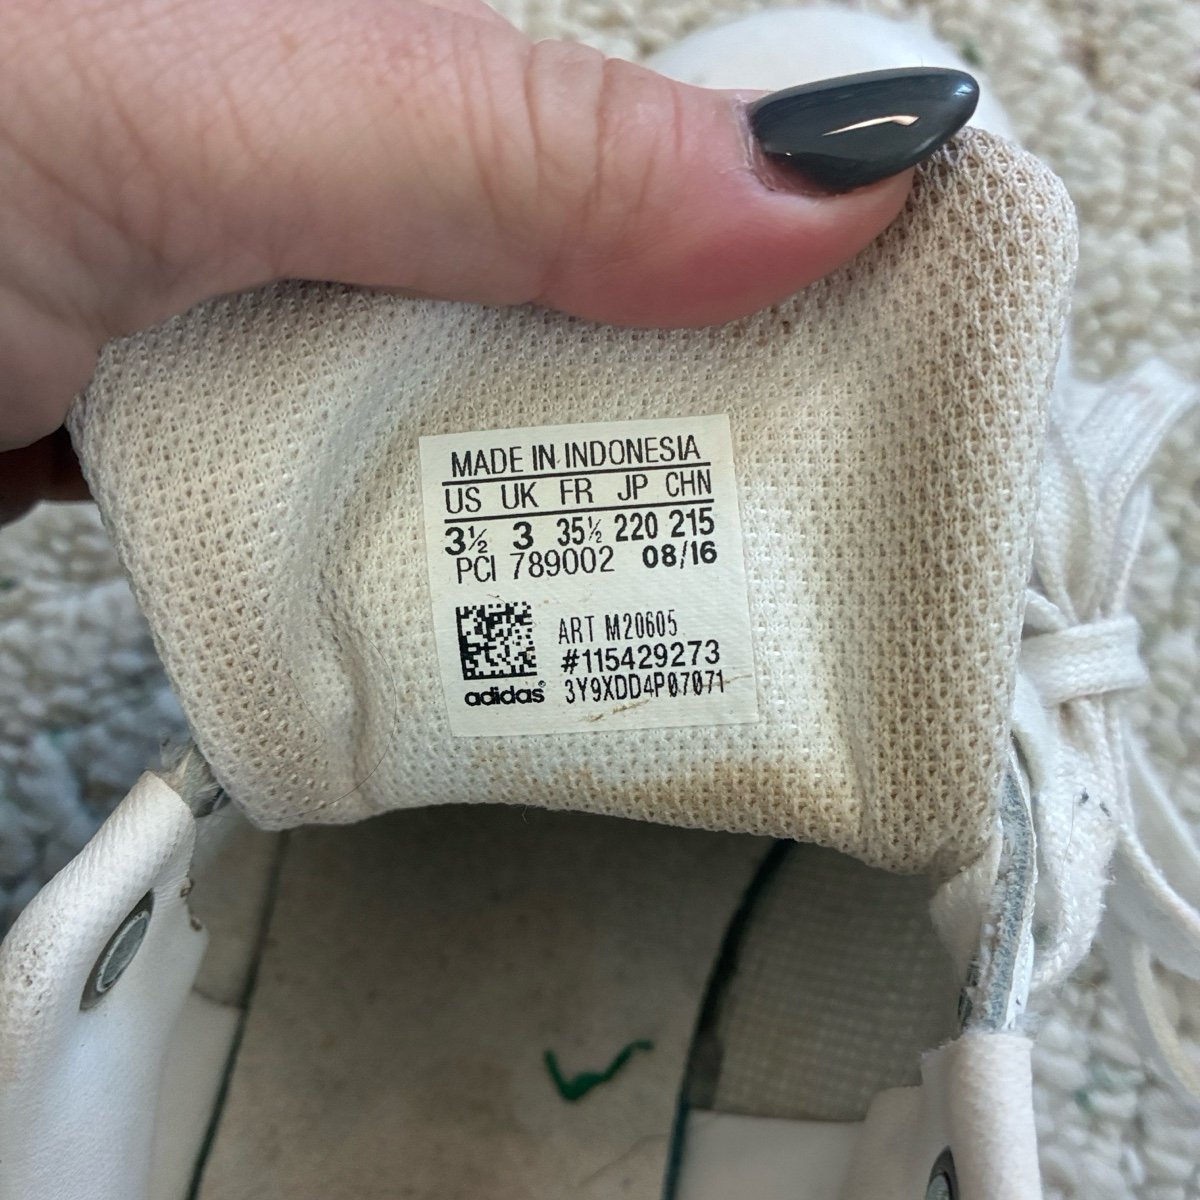 MADE IN INDONESIA
US UK FR JP CHN
3½ 3 35½ 220 215
PCI 789002 08/16
ART M20605
#115429273
adidas® 3Y9XDD4P07071